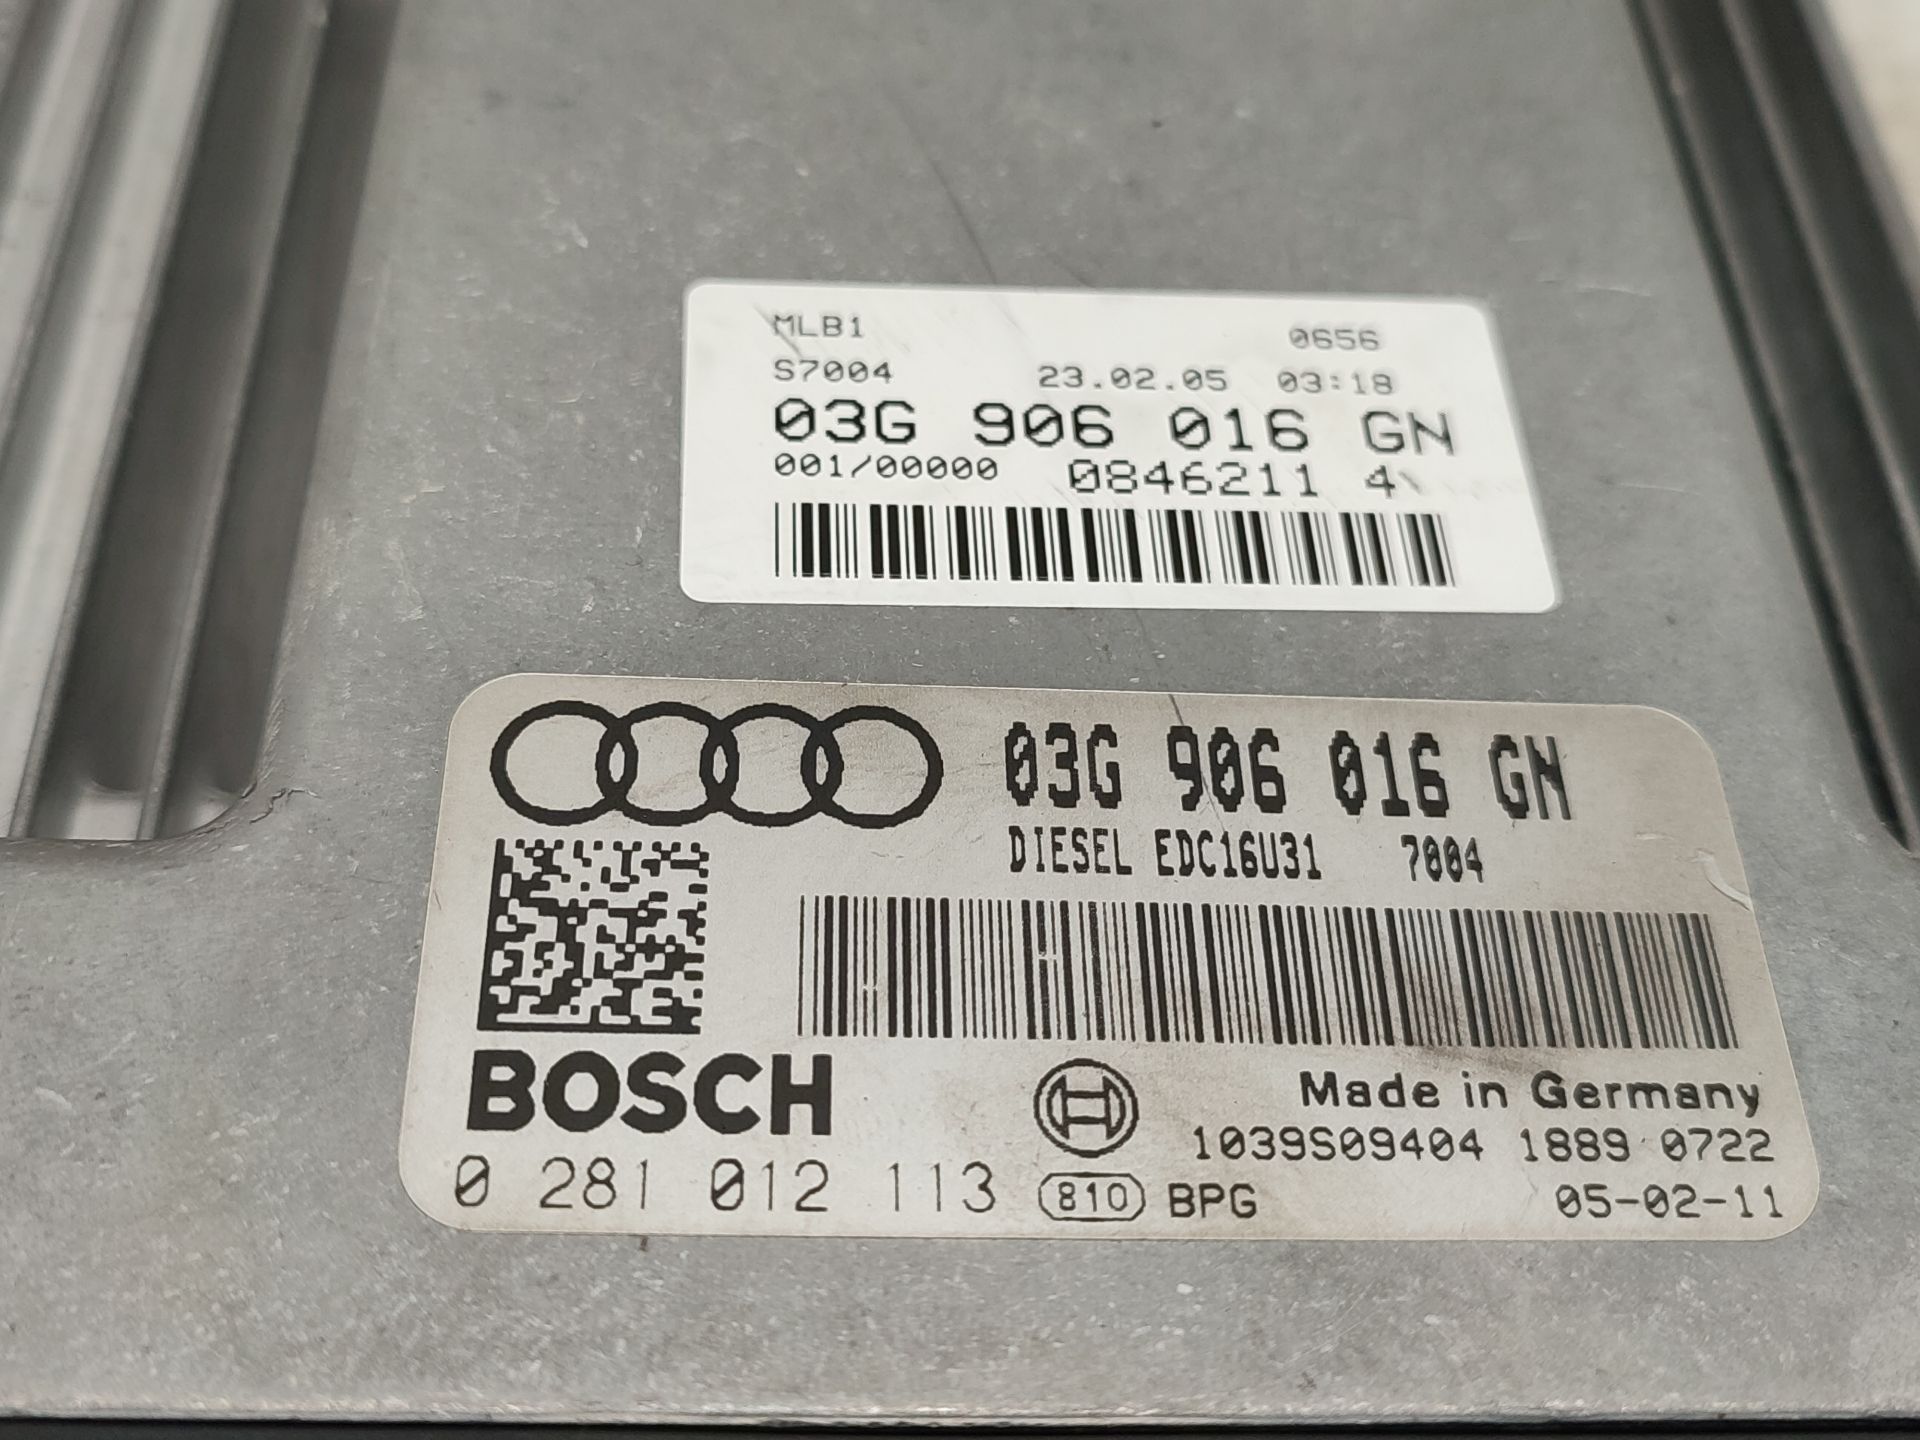 MLB1 0656
S7004 23.02.05 03:18
03G 906 016 GN
001/00000 0846211 4
03G 906 016 GN
DIESEL EDC16U31 7004
BOSCH
Made in Germany
1039S09404 1889 0722
0 281 012 113 810 BPG 05-02-11